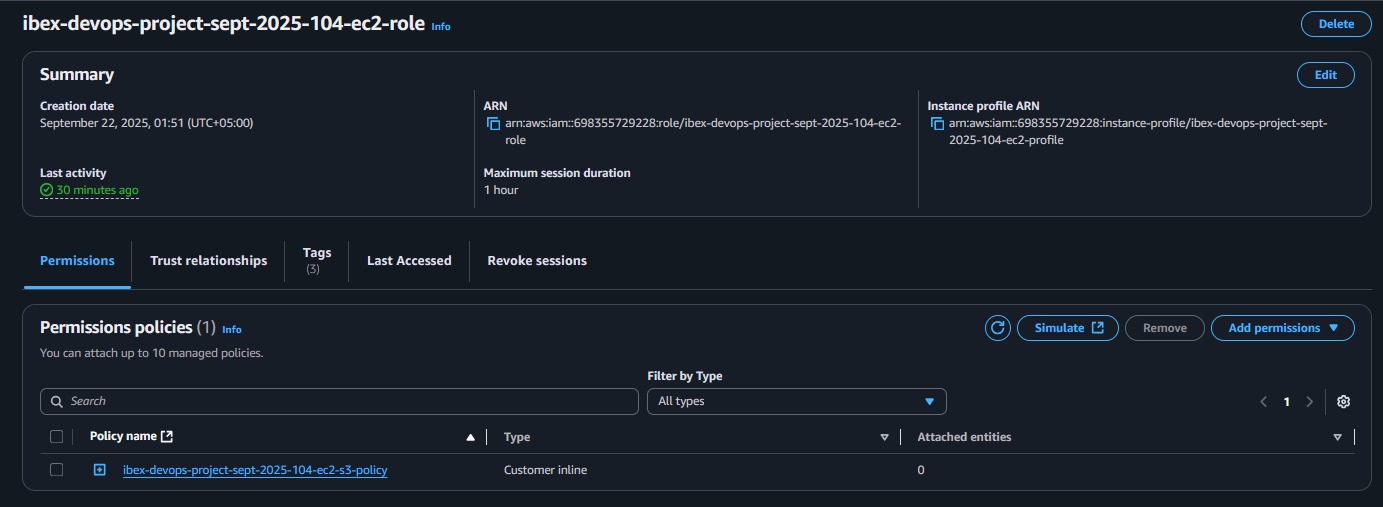 ibex-devops-project-sept-2025-104-ec2-role Info
Delete
Summary
Edit
Creation date
September 22, 2025, 01:51 (UTC+05:00)
ARN
arn:aws:iam::698355729228:role/ibex-devops-project-sept-2025-104-ec2-
role
Instance profile ARN
arn:aws:iam::698355729228:instance-profile/ibex-devops-project-sept-
2025-104-ec2-profile
Last activity
30 minutes ago
Maximum session duration
1 hour
Permissions
Trust relationships
Tags
(3)
Last Accessed
Revoke sessions
Permissions policies (1) Info
Simulate
Remove
Add permissions
You can attach up to 10 managed policies.
Filter by Type
Search
All types
1
Policy name
Type
Attached entities
ibex-devops-project-sept-2025-104-ec2-s3-policy
Customer inline
0